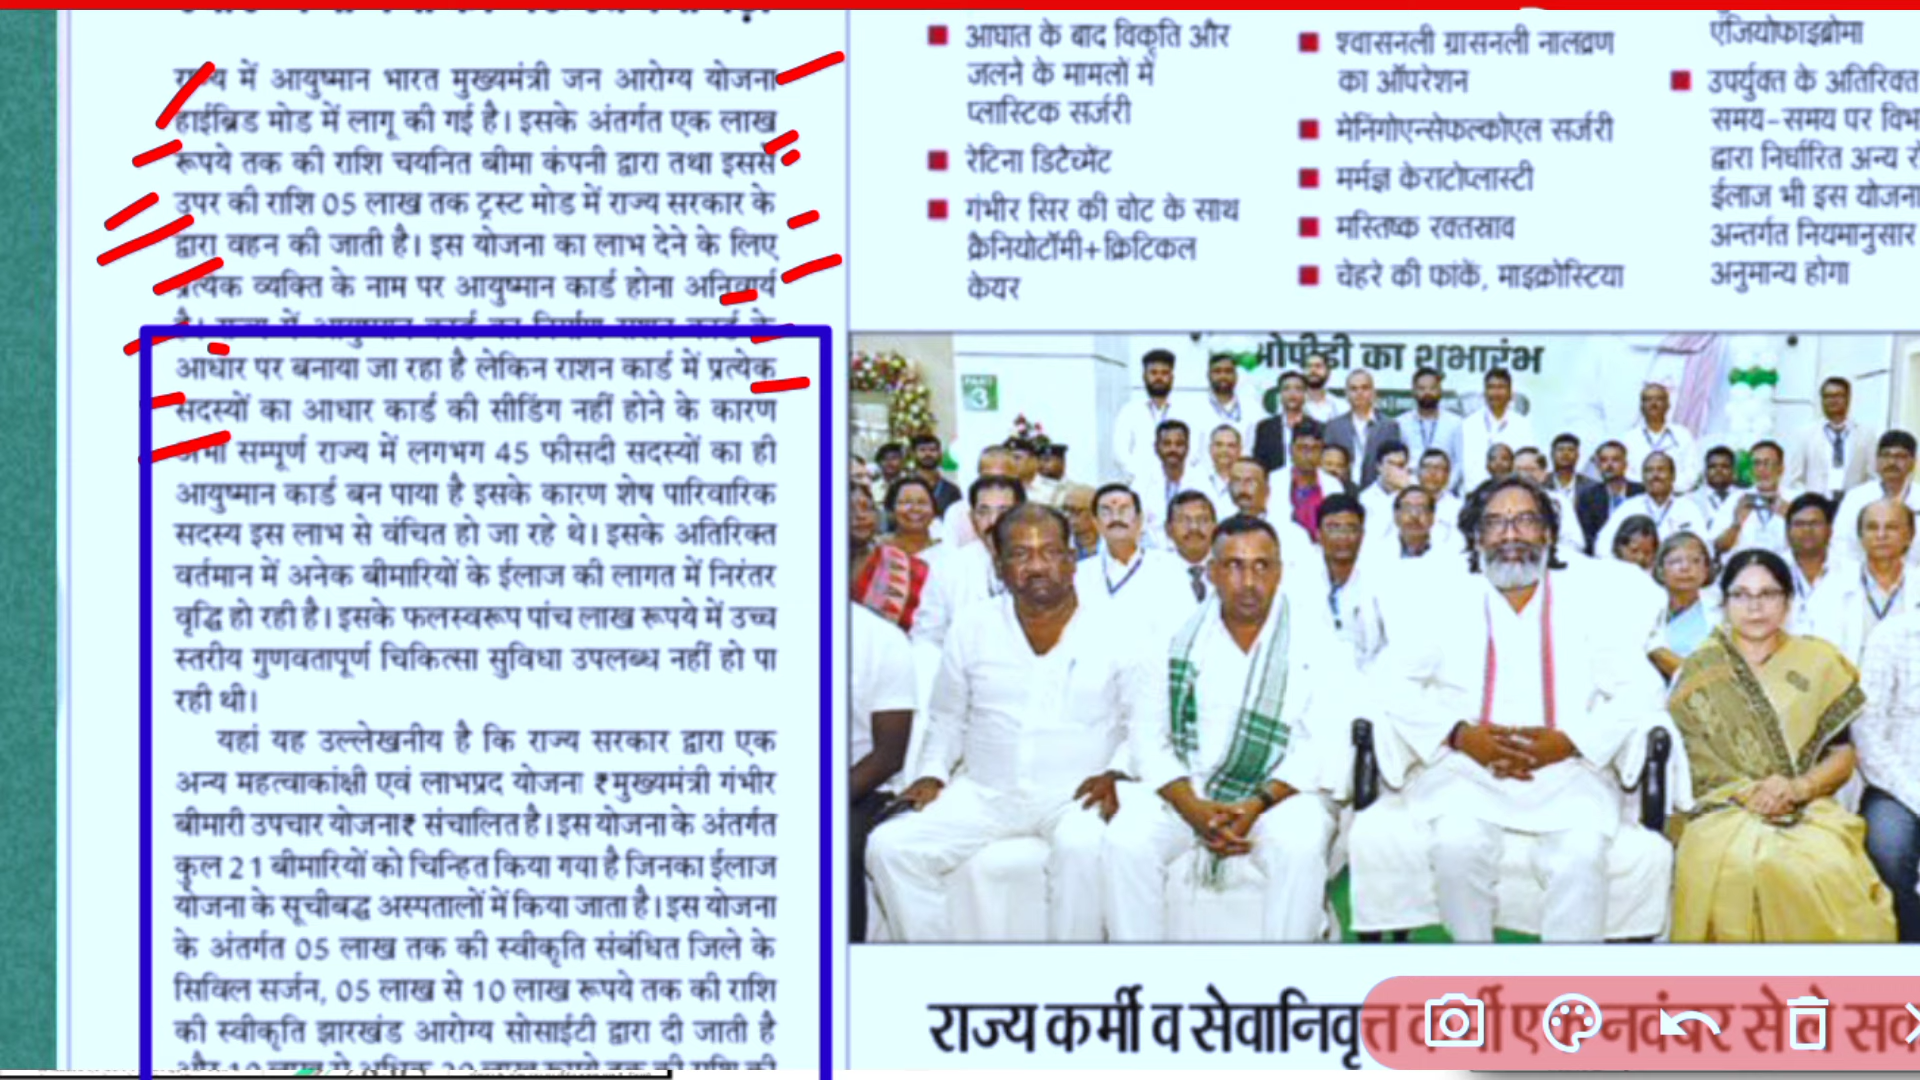 राज्य में आयुष्मान भारत मुख्यमंत्री जन आरोग्य योजना
हाईब्रिड मोड में लागू की गई है। इसके अंतर्गत एक लाख
रूपये तक की राशि चयनित बीमा कंपनी द्वारा तथा इससे
उपर की राशि 05 लाख तक ट्रस्ट मोड में राज्य सरकार के
द्वारा वहन की जाती है। इस योजना का लाभ देने के लिए
प्रत्येक व्यक्ति के नाम पर आयुष्मान कार्ड होना अनिवार्य
है। राज्य में आयुष्मान कार्ड का निर्माण राशन कार्ड के
आधार पर बनाया जा रहा है लेकिन राशन कार्ड में प्रत्येक
सदस्यों का आधार कार्ड की सीडिंग नहीं होने के कारण
अभी सम्पूर्ण राज्य में लगभग 45 फीसदी सदस्यों का ही
आयुष्मान कार्ड बन पाया है इसके कारण शेष पारिवारिक
सदस्य इस लाभ से वंचित हो जा रहे थे। इसके अतिरिक्त
वर्तमान में अनेक बीमारियों के ईलाज की लागत में निरंतर
वृद्धि हो रही है। इसके फलस्वरूप पांच लाख रूपये में उच्च
स्तरीय गुणवतापूर्ण चिकित्सा सुविधा उपलब्ध नहीं हो पा
रही थी।
यहां यह उल्लेखनीय है कि राज्य सरकार द्वारा एक
अन्य महत्वाकांक्षी एवं लाभप्रद योजना ₹मुख्यमंत्री गंभीर
बीमारी उपचार योजना₹ संचालित है। इस योजना के अंतर्गत
कुल 21 बीमारियों को चिन्हित किया गया है जिनका ईलाज
योजना के सूचीबद्ध अस्पतालों में किया जाता है। इस योजना
के अंतर्गत 05 लाख तक की स्वीकृति संबंधित जिले के
सिविल सर्जन, 05 लाख से 10 लाख रूपये तक की राशि
की स्वीकृति झारखंड आरोग्य सोसाईटी द्वारा दी जाती है
आघात के बाद विकृति और
जलने के मामलों में
प्लास्टिक सर्जरी
रेटिना डिटैच्मेंट
गंभीर सिर की चोट के साथ
क्रैनियोटॉमी+क्रिटिकल
केयर
श्वासनली ग्रासनली नालव्रण
का ऑपरेशन
मेनिंगोएन्सेफल्कोएल सर्जरी
मर्मज्ञ केराटोप्लास्टी
मस्तिष्क रक्तस्राव
चेहरे की फांकें, माइक्रोस्टिया
एंजियोफाइब्रोमा
उपर्युक्त के अतिरिक्त
समय-समय पर
द्वारा निर्धारित अन्य
ईलाज भी इस योजना
अन्तर्गत नियमानुसार
अनुमान्य होगा
ओपीडी का शुभारंभ
3
राज्य कर्मी व सेवानिवृत्त कर्मी एक नवंबर से ले